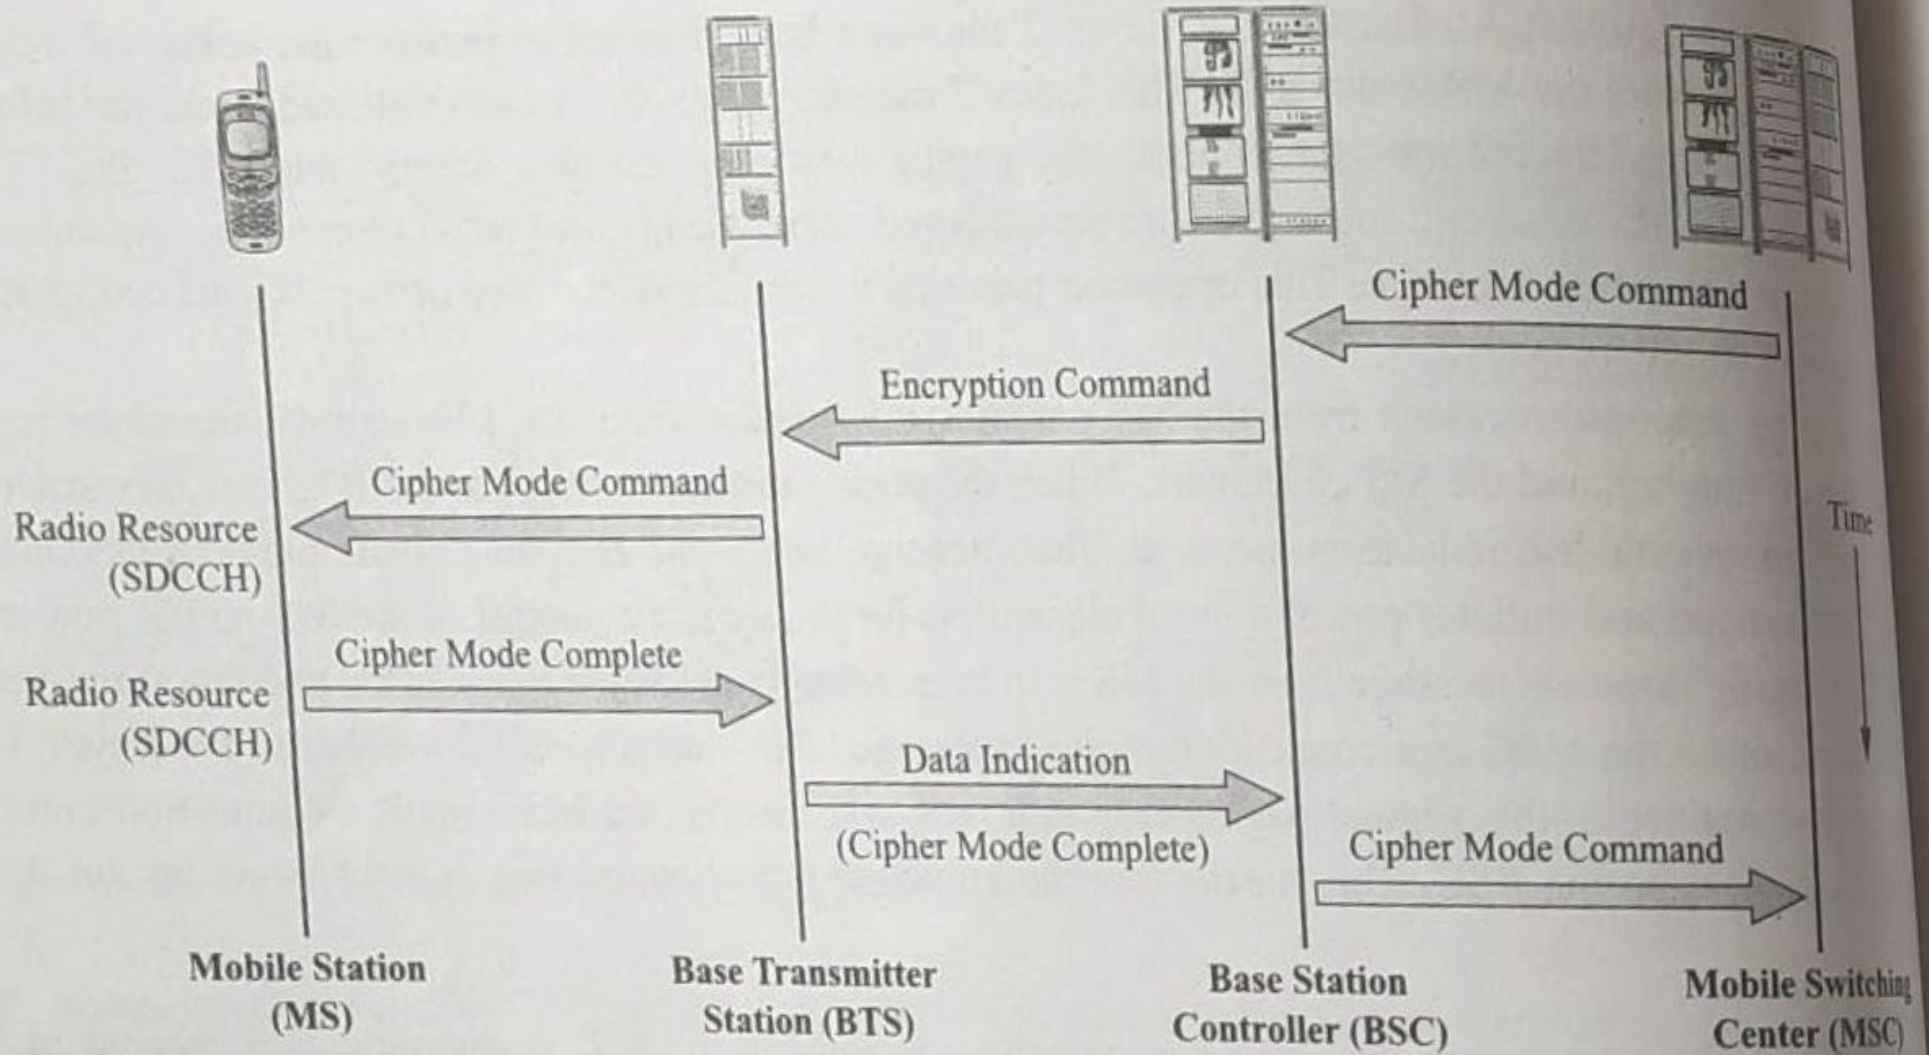 Cipher Mode Command
Encryption Command
Cipher Mode Command
Radio Resource
(SDCCH)
Time
Cipher Mode Complete
Radio Resource
(SDCCH)
Data Indication
(Cipher Mode Complete)
Cipher Mode Command
Mobile Station
(MS)
Base Transmitter
Station (BTS)
Base Station
Controller (BSC)
Mobile Switching
Center (MSC)